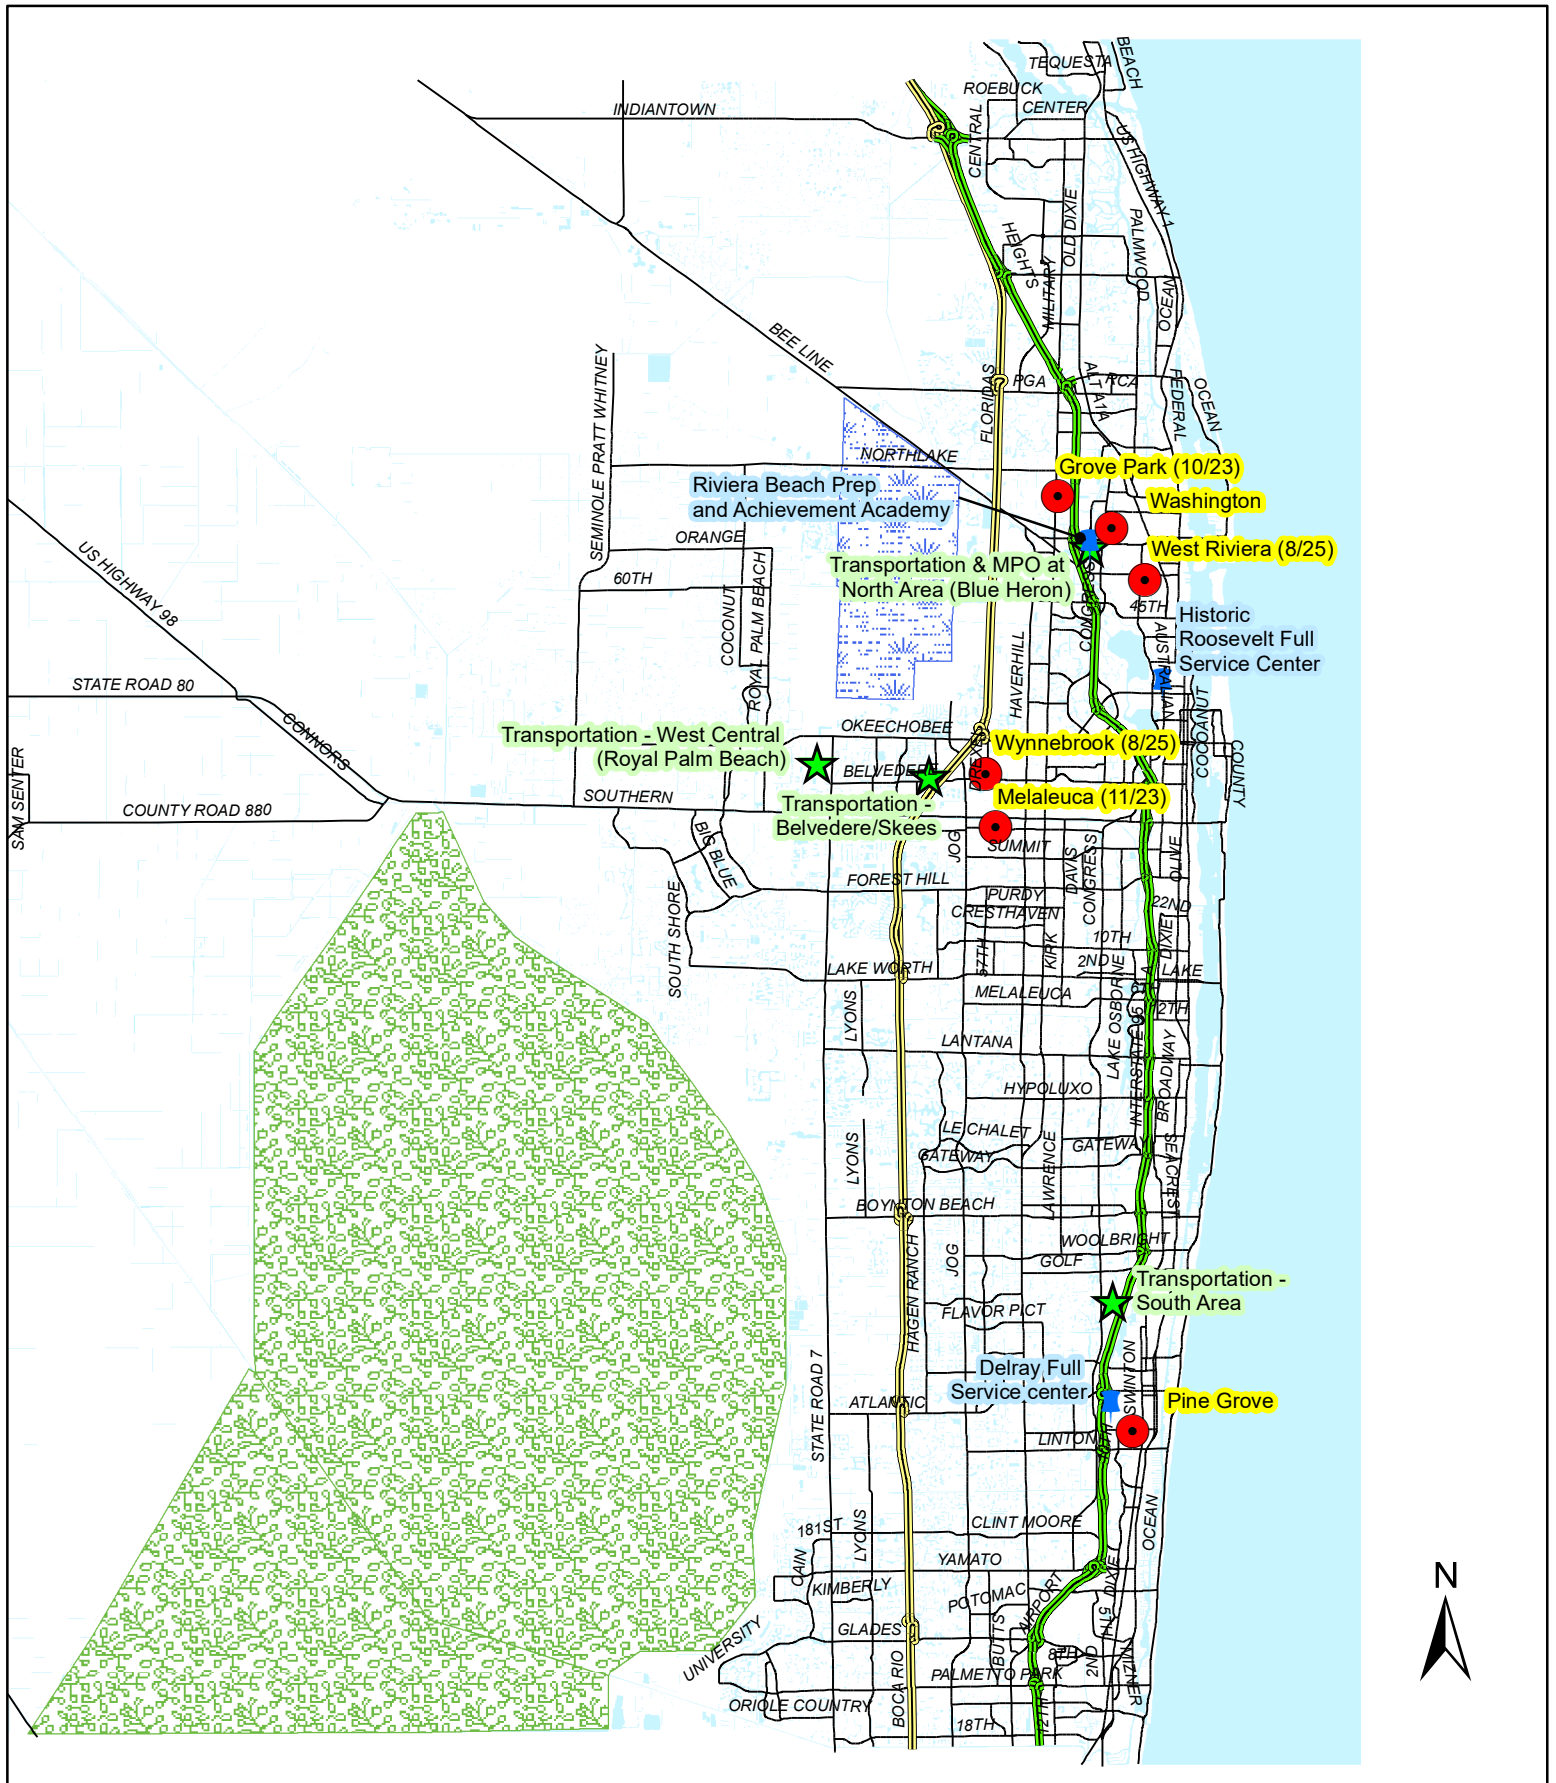 BEACH
TEQUESTA
ROEBUCK
CENTER
INDIANTOWN
CENTRAL
US HIGHWAY 1
OLD DIXIE
PALMWOOD
HEIGHTS
MILITARY
OCEAN
BEE LINE
SEMINOLE PRATT WHITNEY
FLORIDAS
PGA
ALTA1A
RCA
FEDERAL
OCEAN
NORTHLAKE
Grove Park (10/23)
Riviera Beach Prep
and Achievement Academy
Washington
ORANGE
West Riviera (8/25)
Transportation & MPO at
North Area (Blue Heron)
60TH
US HIGHWAY 98
COCONUT
ROYAL PALM BEACH
CONGRESS
45TH
Historic
Roosevelt Full
Service Center
AUSTRALIAN
HAVERHILL
STATE ROAD 80
CONNORS
COCOANUT
COUNTY
OKEECHOBEE
Transportation - West Central
(Royal Palm Beach)
Wynnebrook (8/25)
BELVEDERE
DREXEL
SAM SENTER
COUNTY ROAD 880
SOUTHERN
Transportation -
Belvedere/Skees
Melaleuca (11/23)
BIG BLUE
JOG
SUMMIT
DAVIS
CONGRESS
OLIVE
FOREST HILL
SOUTH SHORE
PURDY
CRESTHAVEN
22ND
57TH
KIRK
10TH
DIXIE
2ND
LAKE WORTH
LAKE
MELALEUCA
LAKE OSBORNE
12TH
LYONS
LANTANA
INTERSTATE 95
BROADWAY
HYPOLUXO
LE CHALET
GATEWAY
GATEWAY
LYONS
LAWRENCE
SEACREST
BOYNTON BEACH
WOOLBRIGHT
GOLF
JOG
HAGEN RANCH
Transportation -
South Area
FLAVOR PICT
STATE ROAD 7
SWINTON
Delray Full
Service center
ATLANTIC
Pine Grove
LINTON
OCEAN
181ST
LYONS
CLINT MOORE
CAIN
YAMATO
KIMBERLY
POTOMAC
AIRPORT
DIXIE
5TH
N
UNIVERSITY
GLADES
BUTTS
8TH
2ND
MIZNER
PALMETTO PARK
BOCA RIO
ORIOLE COUNTRY
18TH
12TH